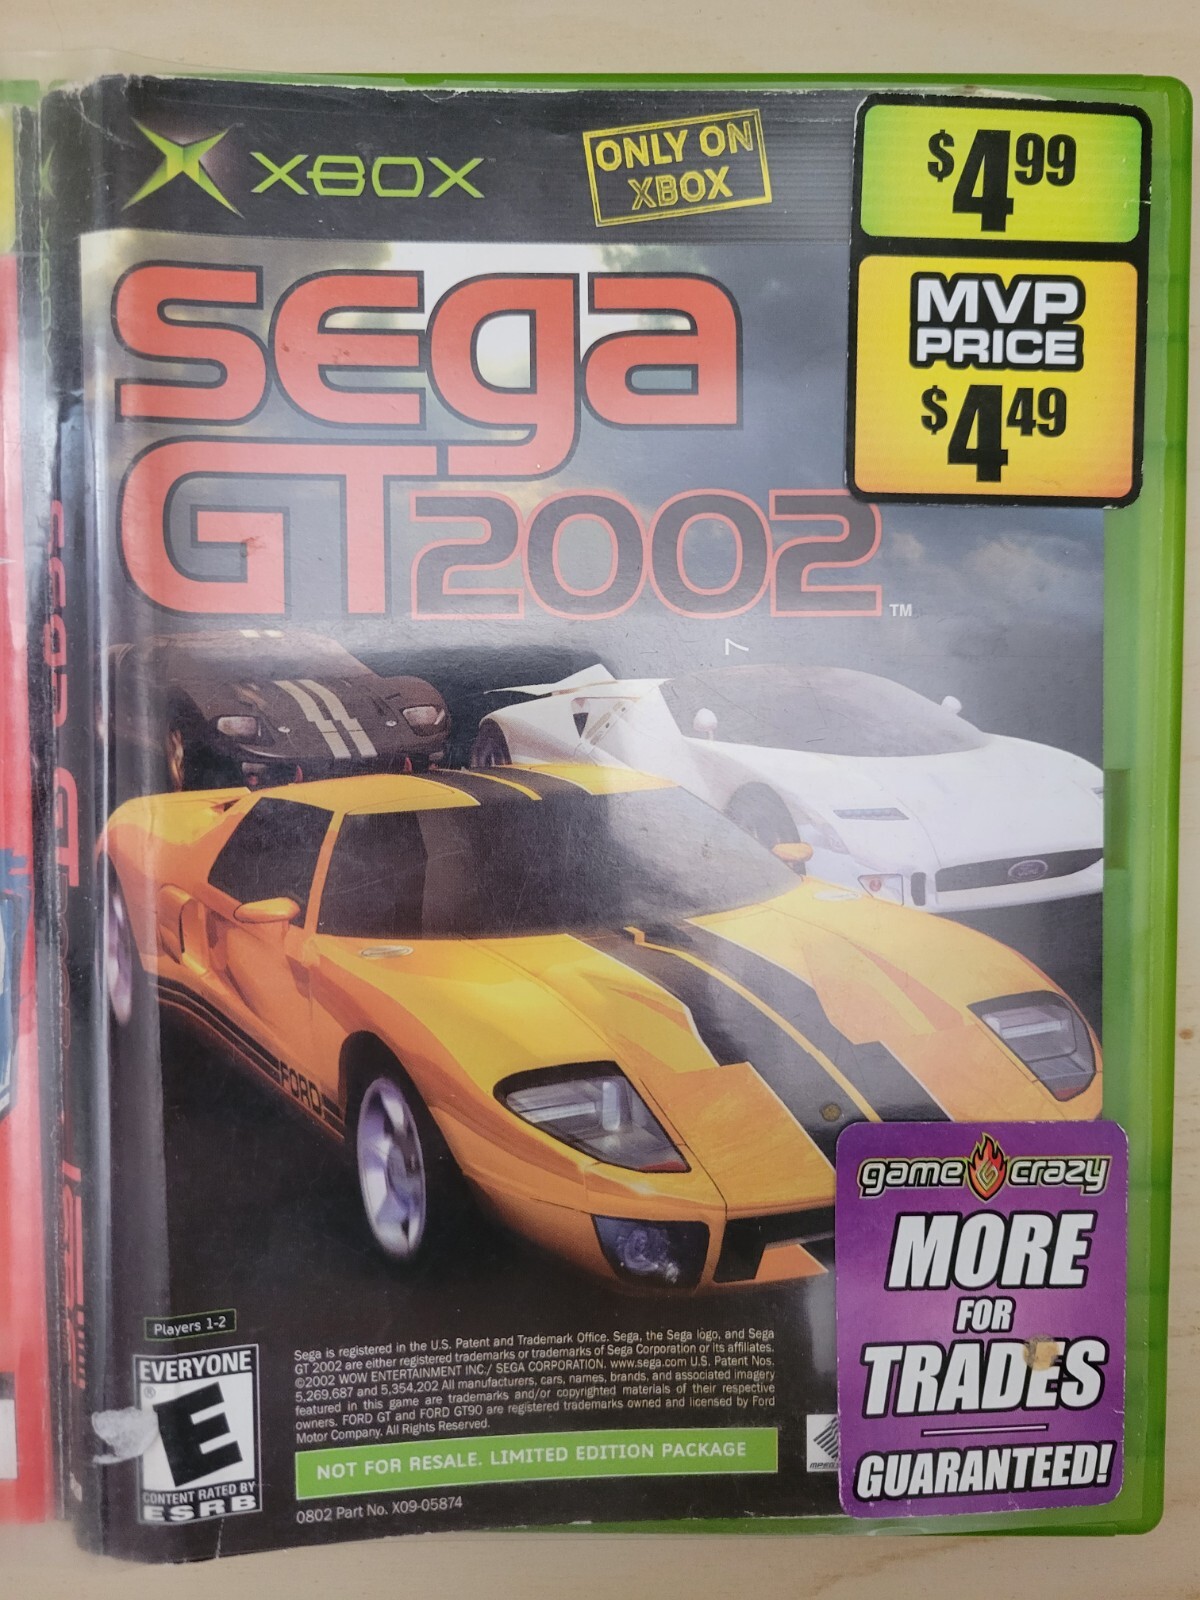 XBOX
ONLY ON
XBOX
$4.99
MVP
PRICE
$4.49
sega
GT2002
TM
FORD
game crazy
MORE
FOR
TRADES
GUARANTEED!
Players 1-2
EVERYONE
E
®
CONTENT RATED BY
ESRB
Sega is registered in the U.S. Patent and Trademark Office. Sega, the Sega logo, and Sega
GT 2002 are either registered trademarks or trademarks of Sega Corporation or its affiliates.
©2002 WOW ENTERTAINMENT INC./ SEGA CORPORATION. www.sega.com U.S. Patent Nos.
5,269,687 and 5,354,202 All manufacturers, cars, names, brands, and associated imagery
featured in this game are trademarks and/or copyrighted materials of their respective
owners. FORD GT and FORD GT90 are registered trademarks owned and licensed by Ford
Motor Company. All Rights Reserved.
NOT FOR RESALE. LIMITED EDITION PACKAGE
0802 Part No. X09-05874